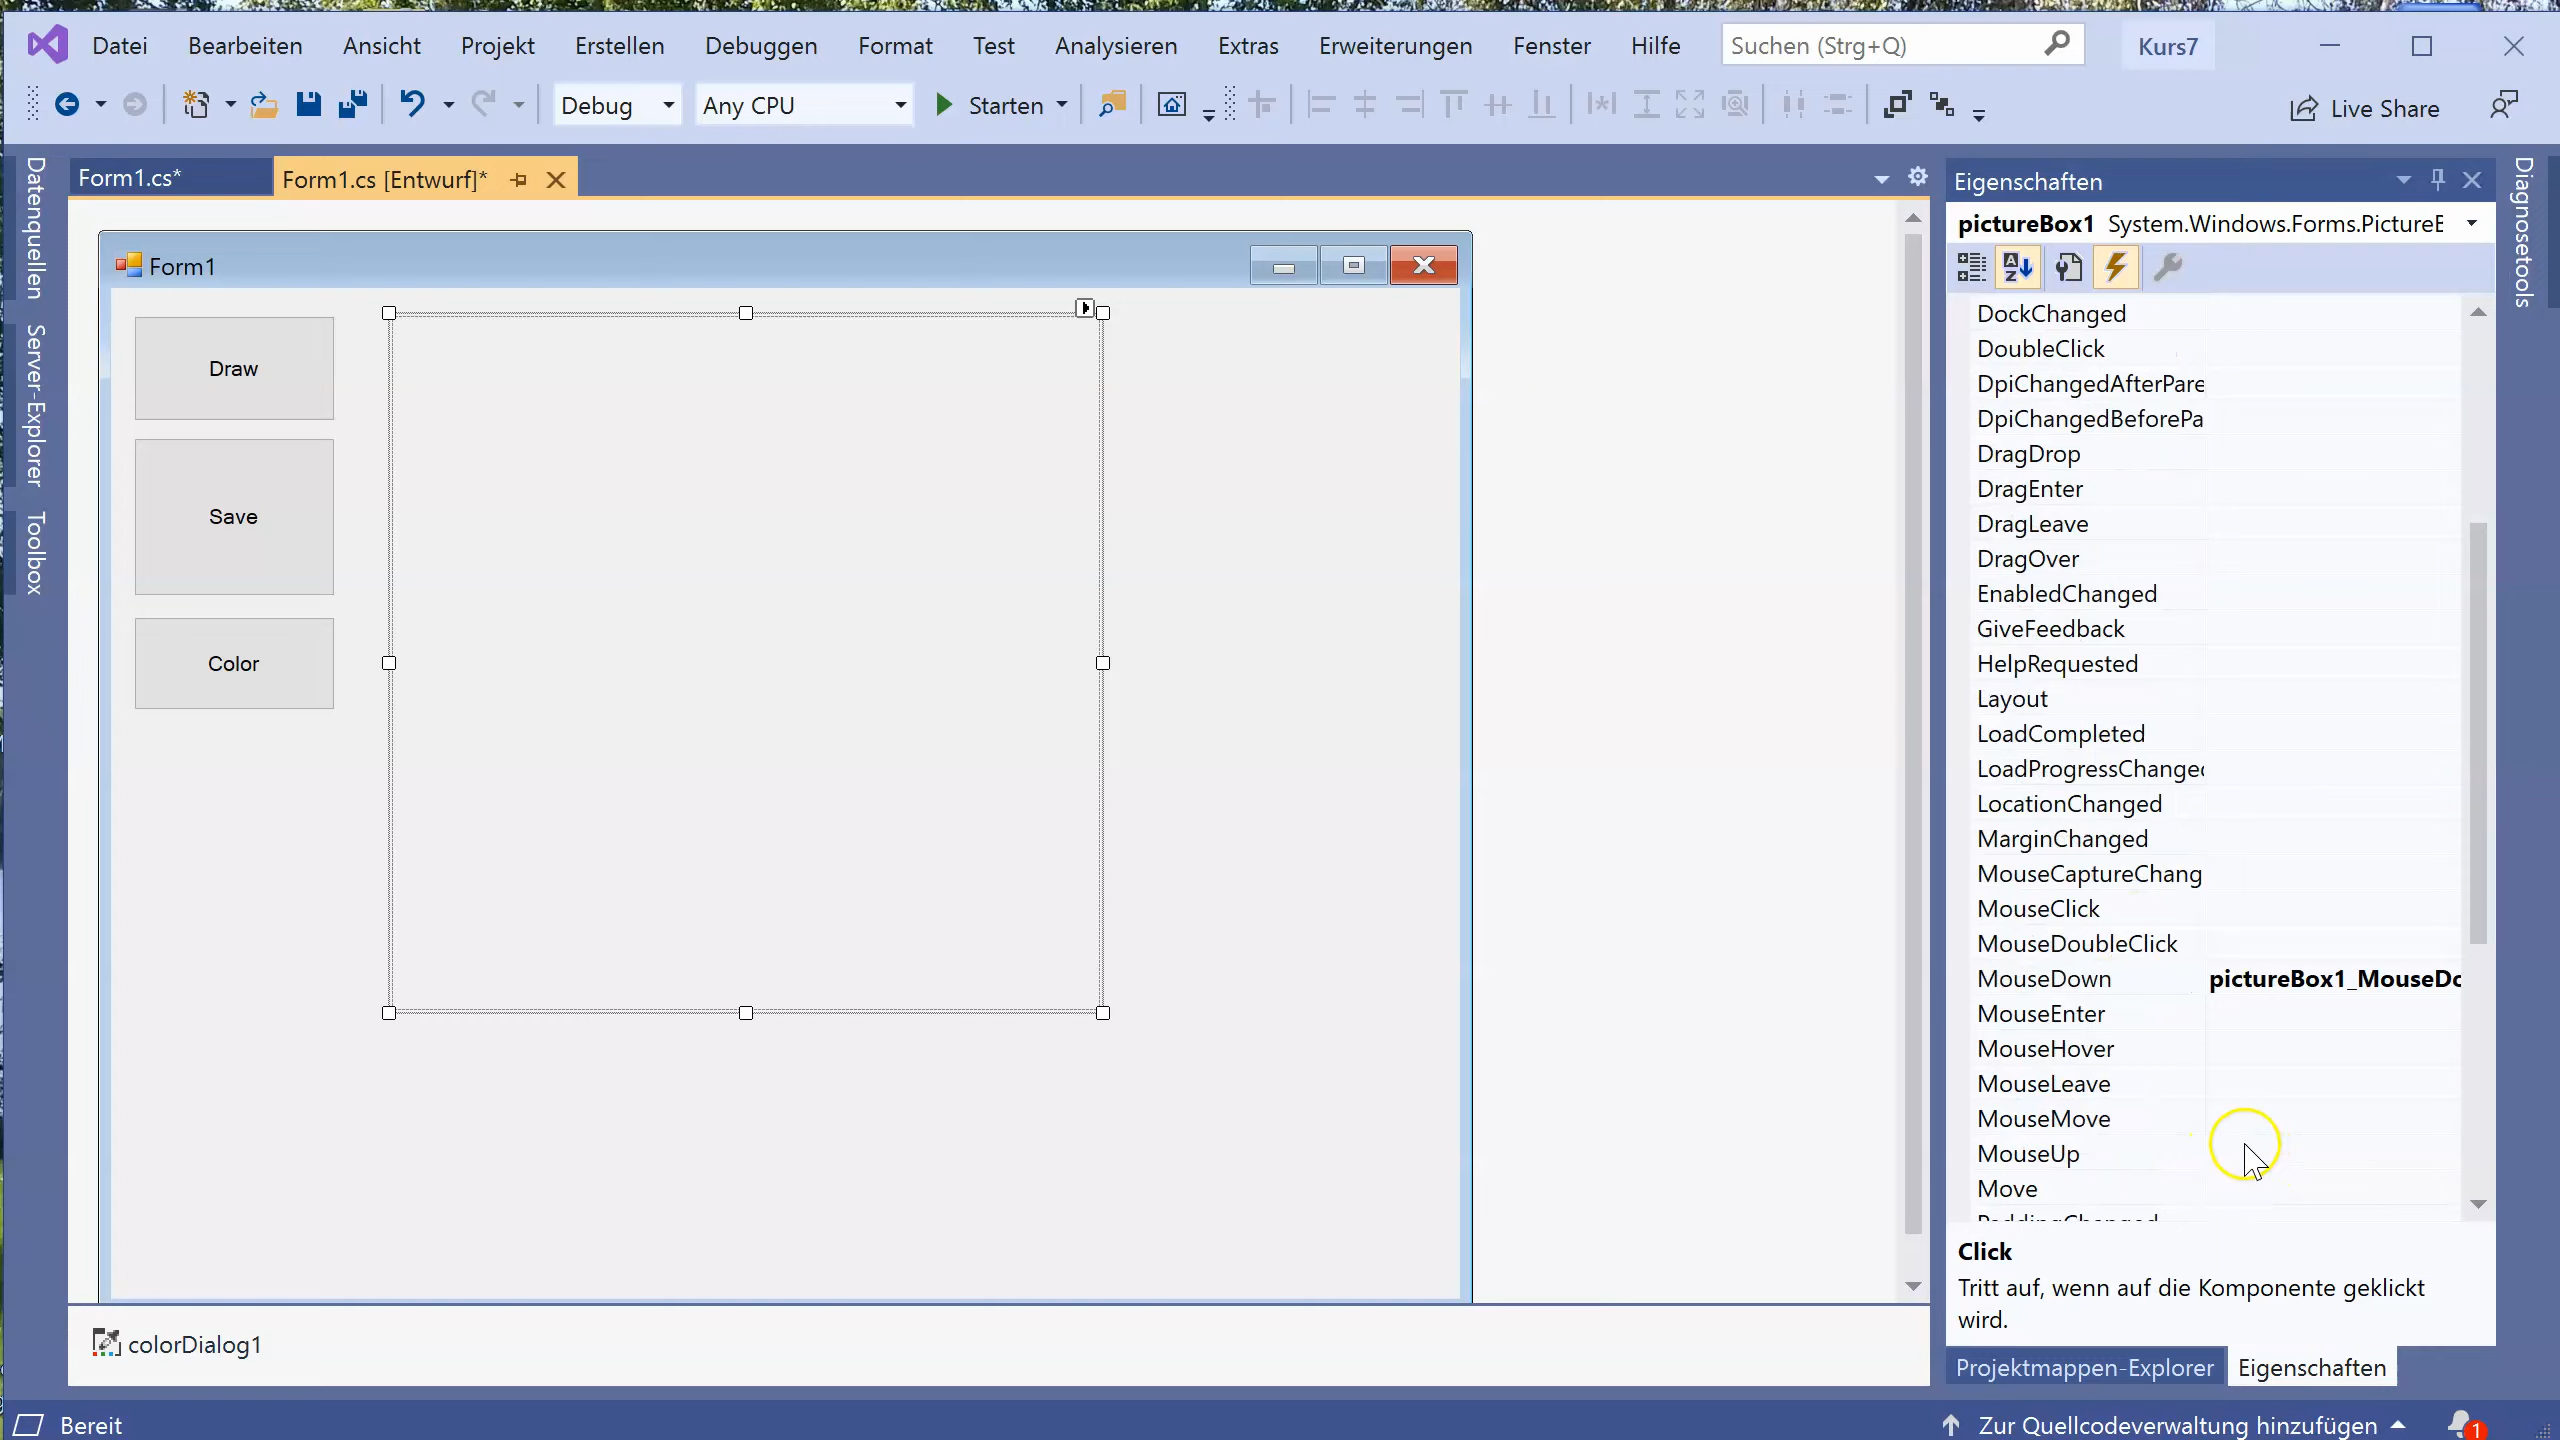 Datei Bearbeiten Ansicht Projekt Erstellen Debuggen Format Test Analysieren Extras Erweiterungen Fenster Hilfe Suchen (Strg+Q) Kurs7
Debug Any CPU Starten Live Share
Datenquellen
Server-Explorer
Toolbox
Form1.cs* Form1.cs [Entwurf]*
Form1
Draw
Save
Color
colorDialog1
Eigenschaften
pictureBox1 System.Windows.Forms.PictureE
DockChanged
DoubleClick
DpiChangedAfterPare
DpiChangedBeforePa
DragDrop
DragEnter
DragLeave
DragOver
EnabledChanged
GiveFeedback
HelpRequested
Layout
LoadCompleted
LoadProgressChanged
LocationChanged
MarginChanged
MouseCaptureChang
MouseClick
MouseDoubleClick
MouseDown pictureBox1_MouseDo
MouseEnter
MouseHover
MouseLeave
MouseMove
MouseUp
Move
PaddingChanged
Click
Tritt auf, wenn auf die Komponente geklickt
wird.
Projektmappen-Explorer Eigenschaften
Diagnosetools
Bereit Zur Quellcodeverwaltung hinzufügen 1